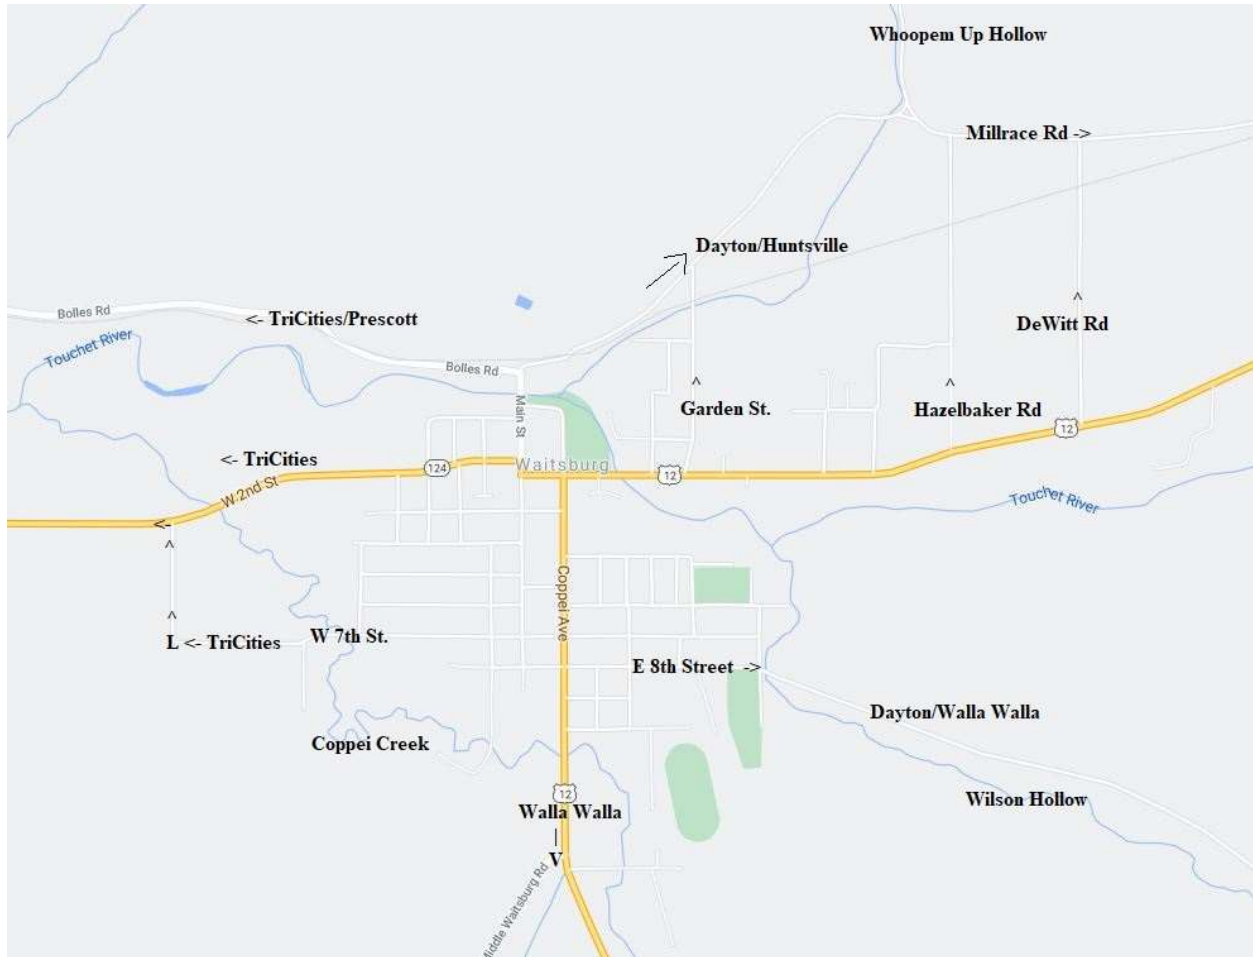 Whoopem Up Hollow
Millrace Rd ->
Dayton/Huntsville
Bolles Rd
<- TriCities/Prescott
DeWitt Rd
Touchet River
Bolles Rd
^
^
^
Garden St.
Hazelbaker Rd
Main St
12
<- TriCities
124
Waitsburg
12
W 2nd St
Touchet River
<-
^
Coppei Ave
^
L <- TriCities
W 7th St.
E 8th Street ->
Dayton/Walla Walla
Coppei Creek
12
Wilson Hollow
Walla Walla
|
V
Middle Waitsburg Rd